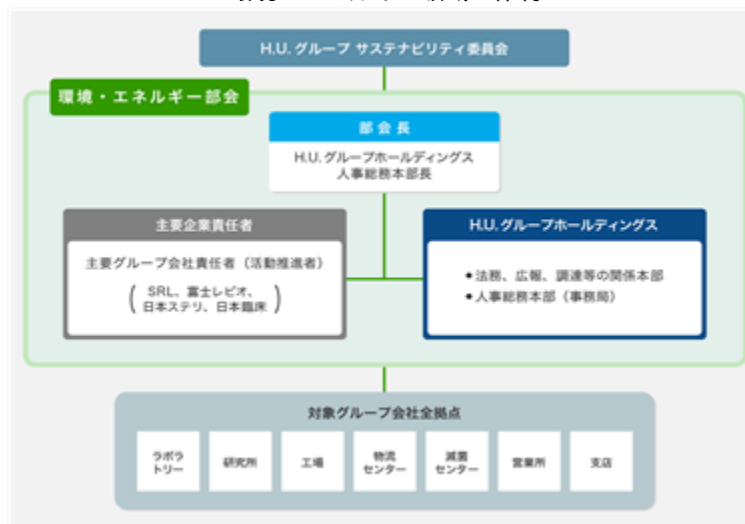 H.U. グループ サステナビリティ委員会
環境・エネルギー部会
部会長
H.U. グループホールディングス
人事総務本部長
主要企業責任者
主要グループ会社責任者（活動推進者）
（SRL、富士レビオ、
日本ステリ、日本臨床）
H.U. グループホールディングス
●法務、広報、調達等の関係本部
●人事総務本部（事務局）
対象グループ会社全拠点
ラボラ
トリー
研究所
工場
物流
センター
滅菌
センター
営業所
支店